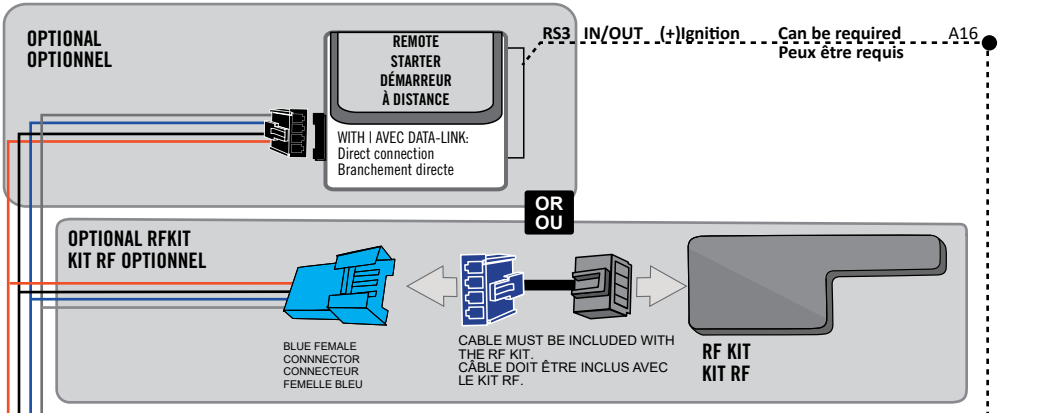 OPTIONAL
OPTIONNEL
REMOTE
STARTER
DÉMARREUR
À DISTANCE
WITH | AVEC DATA-LINK:
Direct connection
Branchement directe
RS3 IN/OUT (+)Ignition Can be required A16
Peux être requis
OR
OU
OPTIONAL RFKIT
KIT RF OPTIONNEL
BLUE FEMALE
CONNNECTOR
CONNECTEUR
FEMELLE BLEU
CABLE MUST BE INCLUDED WITH
THE RF KIT.
CÂBLE DOIT ÊTRE INCLUS AVEC
LE KIT RF.
RF KIT
KIT RF